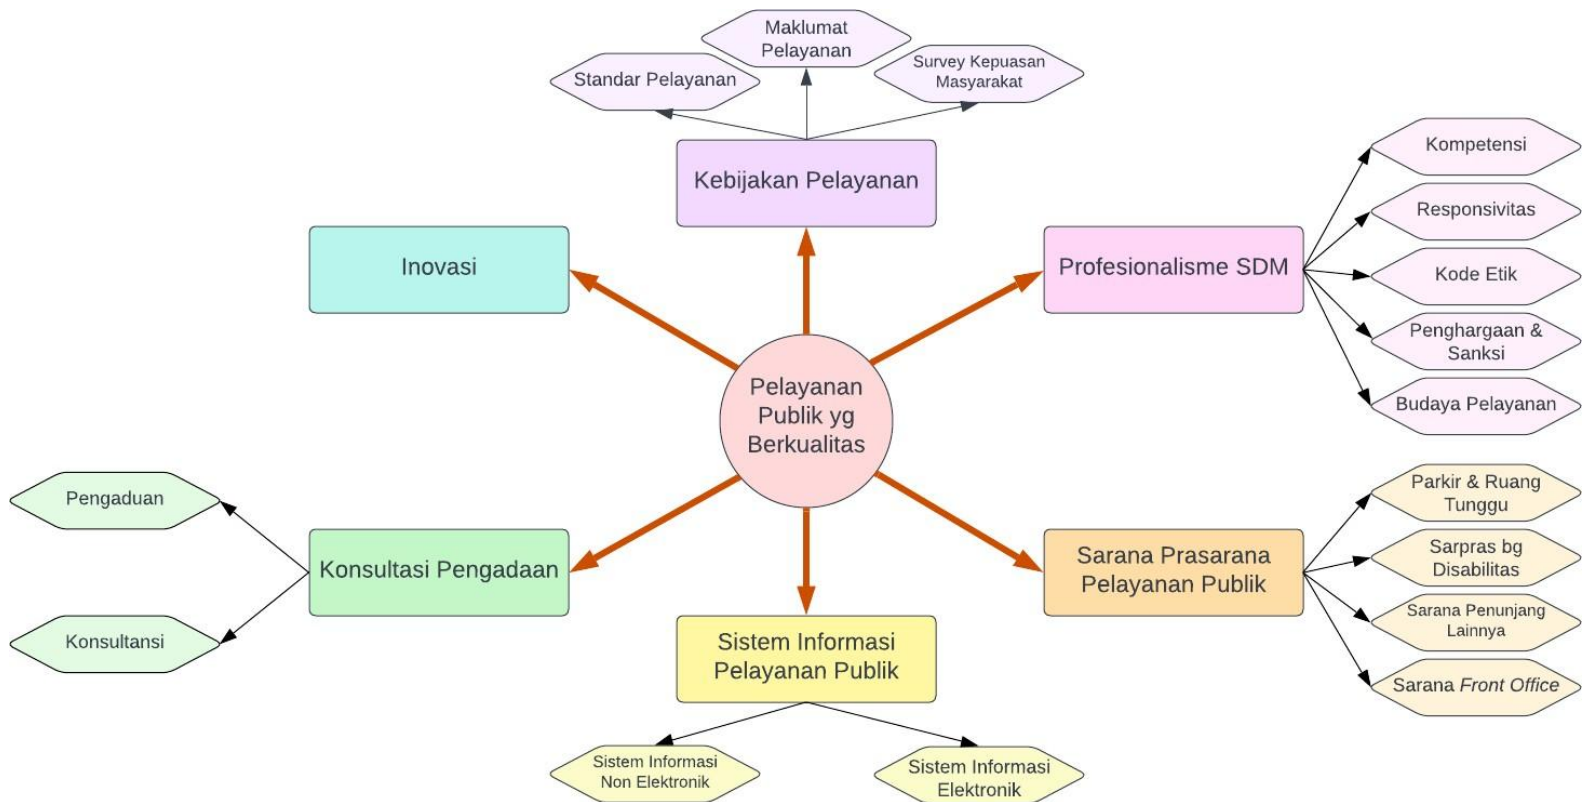 Maklumat
Pelayanan
Standar Pelayanan
Survey Kepuasan
Masyarakat
Kebijakan Pelayanan
Inovasi
Profesionalisme SDM
Kompetensi
Responsivitas
Kode Etik
Penghargaan &
Sanksi
Budaya Pelayanan
Pelayanan
Publik yg
Berkualitas
Pengaduan
Konsultasi Pengadaan
Konsultansi
Sarana Prasarana
Pelayanan Publik
Parkir & Ruang
Tunggu
Sarpras bg
Disabilitas
Sarana Penunjang
Lainnya
Sarana Front Office
Sistem Informasi
Pelayanan Publik
Sistem Informasi
Non Elektronik
Sistem Informasi
Elektronik